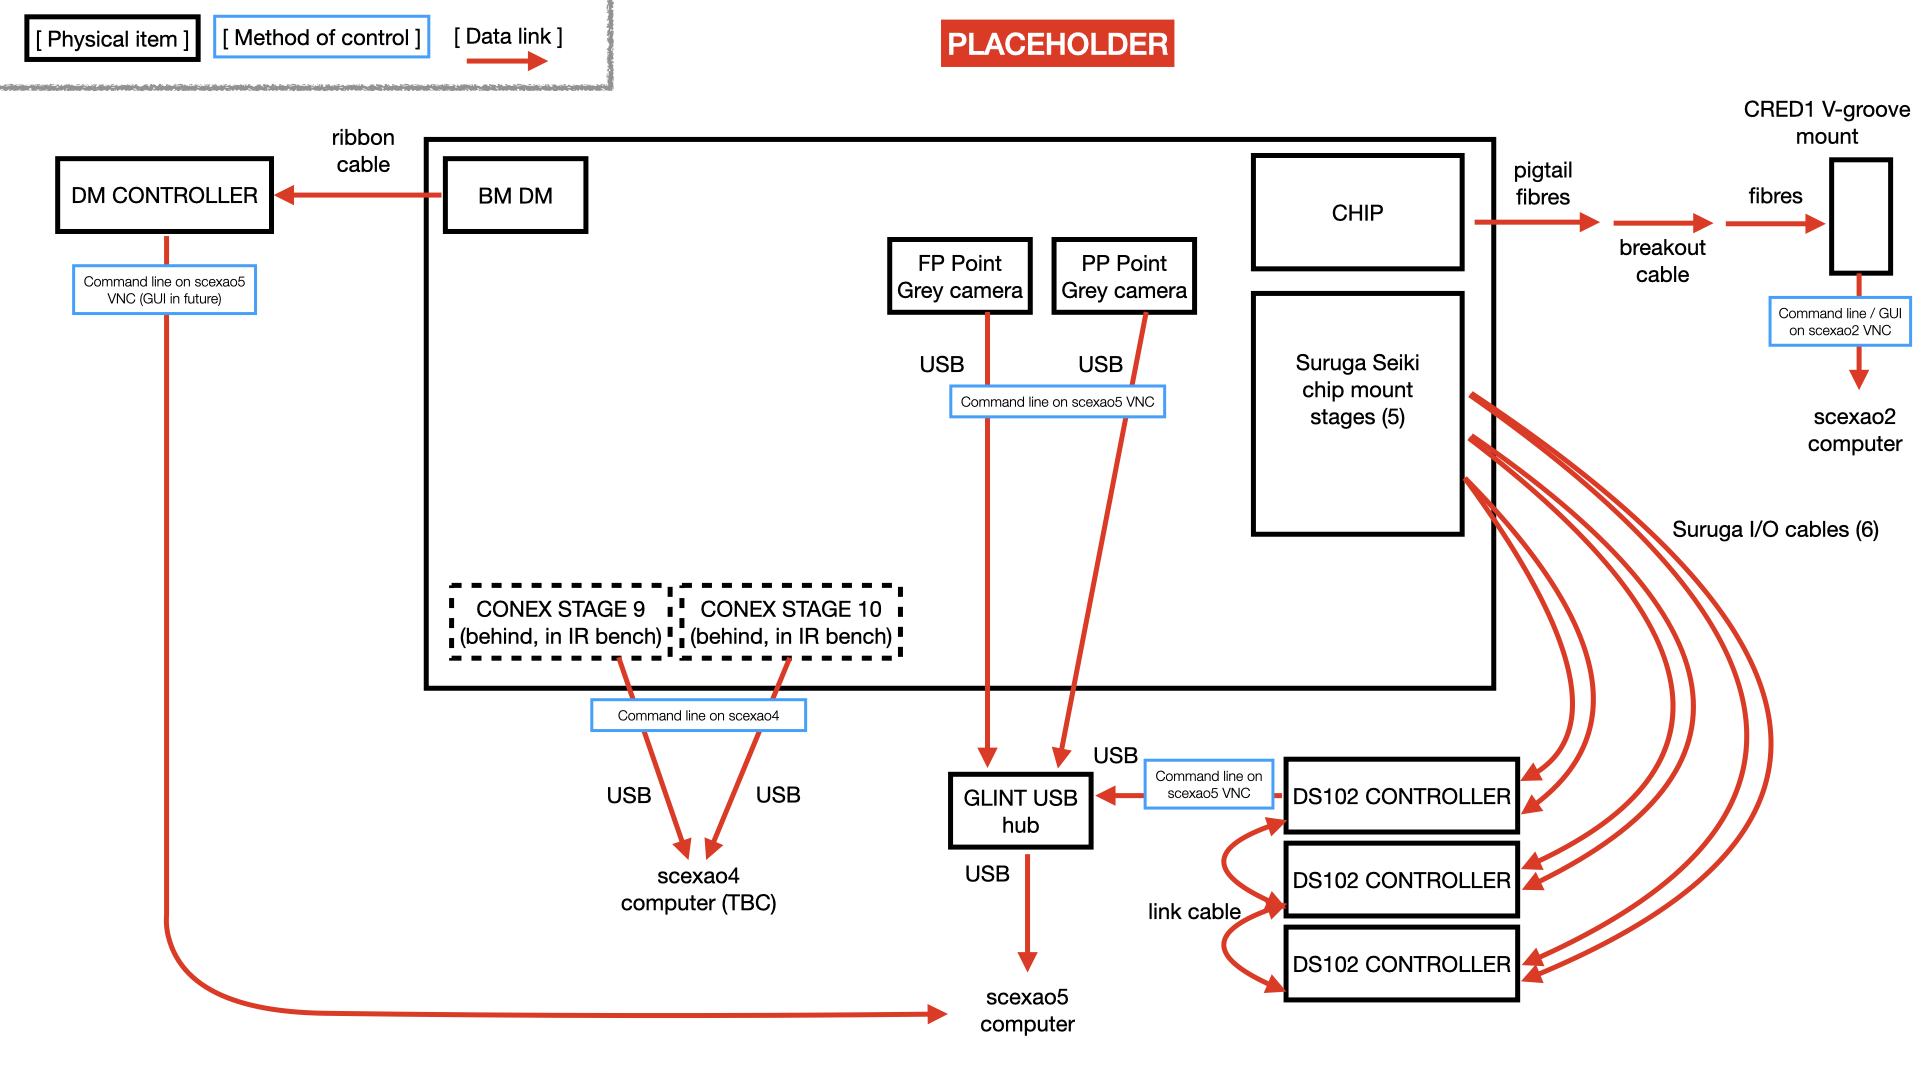 [ Physical item ]
[ Method of control ]
[ Data link ]
PLACEHOLDER
CRED1 V-groove
mount
ribbon
cable
DM CONTROLLER
BM DM
CHIP
pigtail
fibres
fibres
breakout
cable
Command line on scexao5
VNC (GUI in future)
FP Point
Grey camera
PP Point
Grey camera
Command line / GUI
on scexao2 VNC
USB
USB
Command line on scexao5 VNC
Suruga Seiki
chip mount
stages (5)
scexao2
computer
Suruga I/O cables (6)
CONEX STAGE 9
(behind, in IR bench)
CONEX STAGE 10
(behind, in IR bench)
Command line on scexao4
USB
USB
scexao4
computer (TBC)
USB
Command line on
scexao5 VNC
GLINT USB
hub
DS102 CONTROLLER
USB
DS102 CONTROLLER
link cable
DS102 CONTROLLER
scexao5
computer